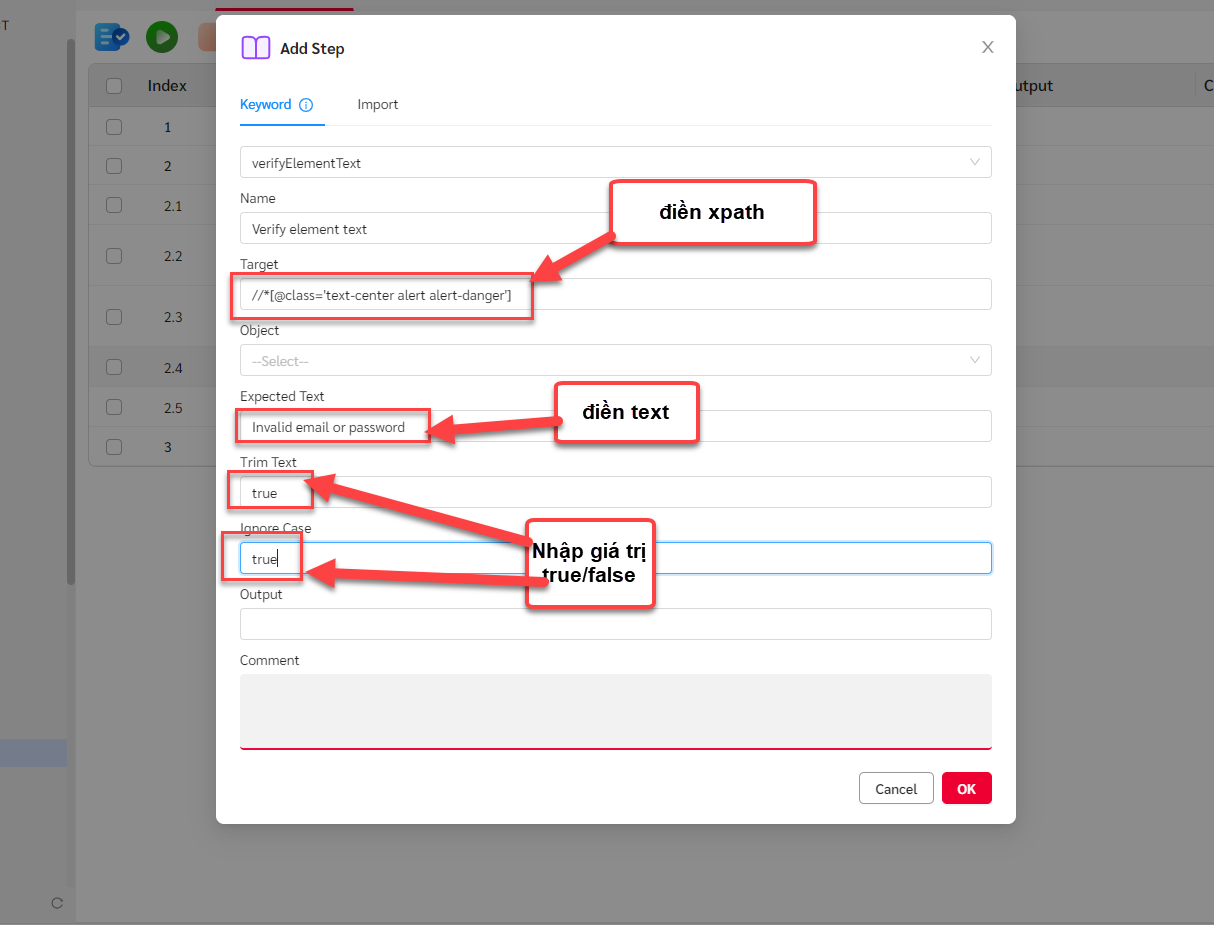 T
Add Step
Keyword
Import
Index
utput
C
1
verifyElementText
2
Name
điền xpath
2.1
Verify element text
2.2
Target
//*[@class='text-center alert alert-danger']
2.3
Object
--Select--
2.4
Expected Text
2.5
Invalid email or password
điền text
3
Trim Text
true
Ignore Case
true
Nhập giá trị
true/false
Output
Comment
Cancel
OK